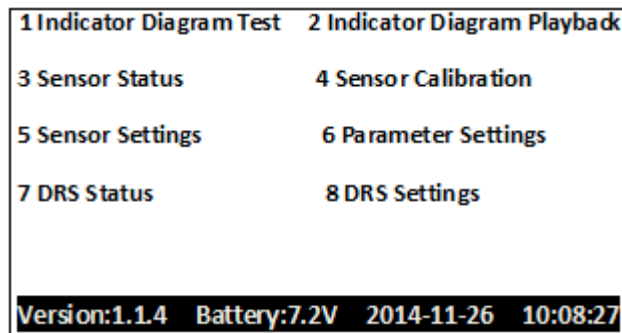 1 Indicator Diagram Test 2 Indicator Diagram Playback
3 Sensor Status 4 Sensor Calibration
5 Sensor Settings 6 Parameter Settings
7 DRS Status 8 DRS Settings
Version:1.1.4 Battery:7.2V 2014-11-26 10:08:27